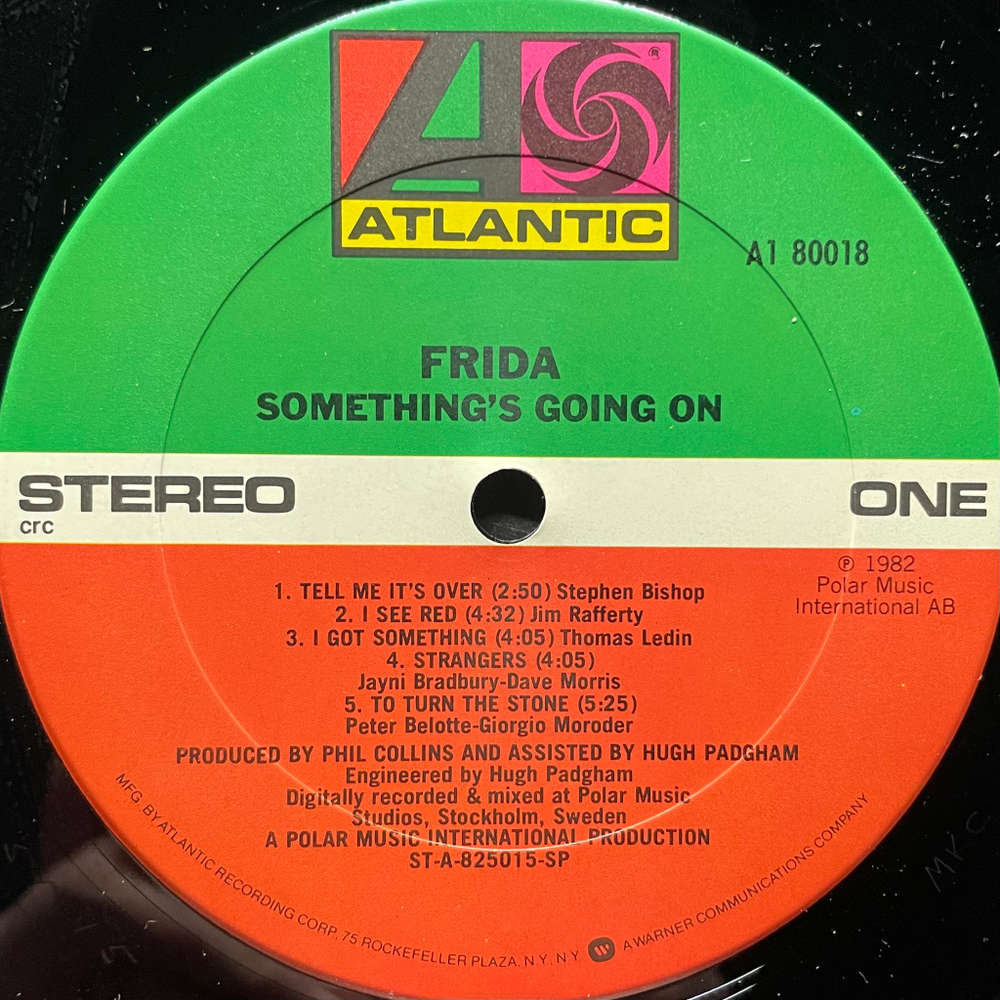 ®
ATLANTIC
A1 80018
FRIDA
SOMETHING'S GOING ON
STEREO
ONE
crc
℗ 1982
Polar Music
International AB
1. TELL ME IT'S OVER (2:50) Stephen Bishop
2. I SEE RED (4:32) Jim Rafferty
3. I GOT SOMETHING (4:05) Thomas Ledin
4. STRANGERS (4:05)
Jayni Bradbury-Dave Morris
5. TO TURN THE STONE (5:25)
Peter Belotte-Giorgio Moroder
PRODUCED BY PHIL COLLINS AND ASSISTED BY HUGH PADGHAM
Engineered by Hugh Padgham
Digitally recorded & mixed at Polar Music
Studios, Stockholm, Sweden
A POLAR MUSIC INTERNATIONAL PRODUCTION
ST-A-825015-SP
MFG. BY ATLANTIC RECORDING CORP. 75 ROCKEFELLER PLAZA, N.Y. N.Y. A WARNER COMMUNICATIONS COMPANY